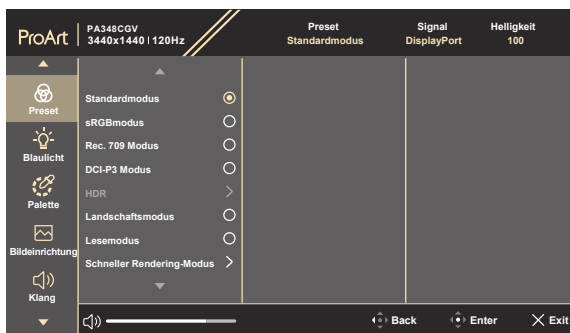 ProArt
PA348CGV
3440x1440 | 120Hz
Preset
Standardmodus
Signal
DisplayPort
Helligkeit
100
Preset
Blaulicht
Palette
Bildeinrichtung
Klang
Standardmodus
sRGBmodus
Rec. 709 Modus
DCI-P3 Modus
HDR
Landschaftsmodus
Lesemodus
Schneller Rendering-Modus
Back
Enter
Exit